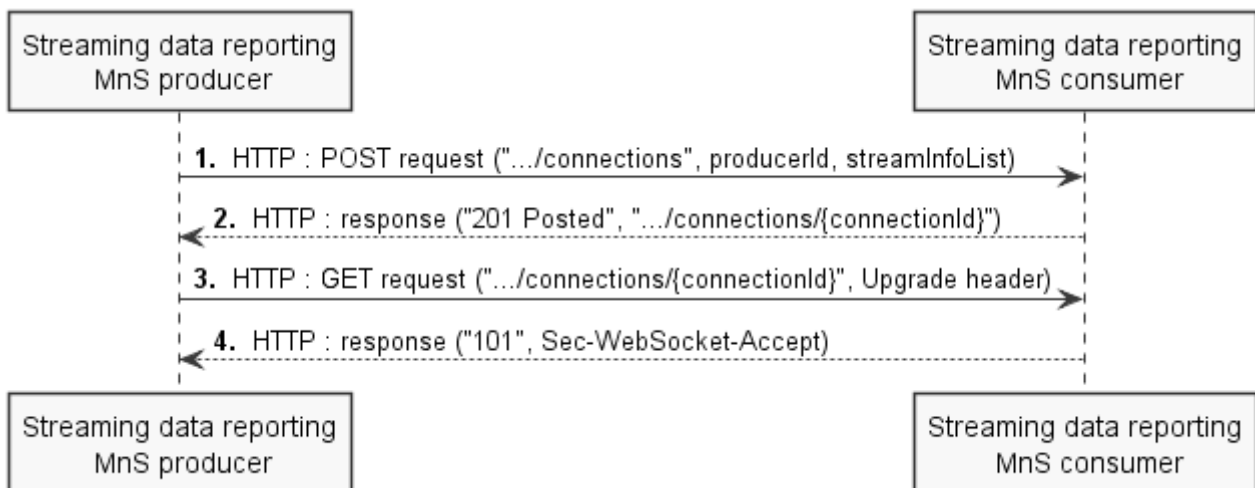 Streaming data reporting
MnS producer
Streaming data reporting
MnS consumer
1. HTTP : POST request (".../connections", producerId, streamInfoList)
2. HTTP : response ("201 Posted", ".../connections/{connectionId}")
3. HTTP : GET request (".../connections/{connectionId}", Upgrade header)
4. HTTP : response ("101", Sec-WebSocket-Accept)
Streaming data reporting
MnS producer
Streaming data reporting
MnS consumer